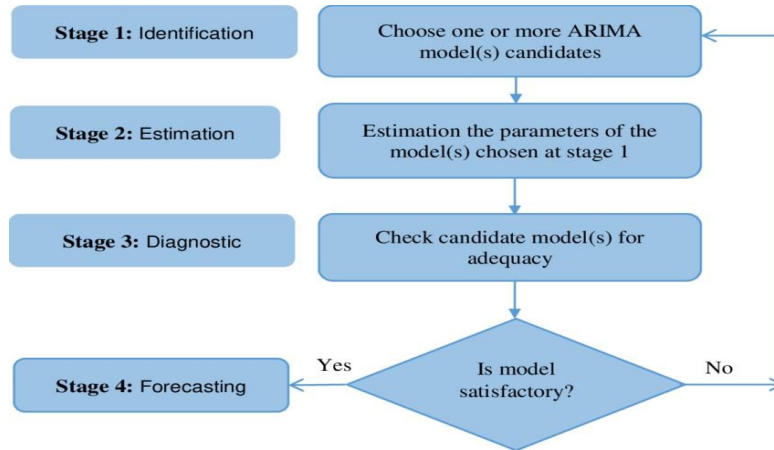 Stage 1: Identification
Choose one or more ARIMA
model(s) candidates
Stage 2: Estimation
Estimation the parameters of the
model(s) chosen at stage 1
Stage 3: Diagnostic
Check candidate model(s) for
adequacy
Is model
satisfactory?
Yes
No
Stage 4: Forecasting